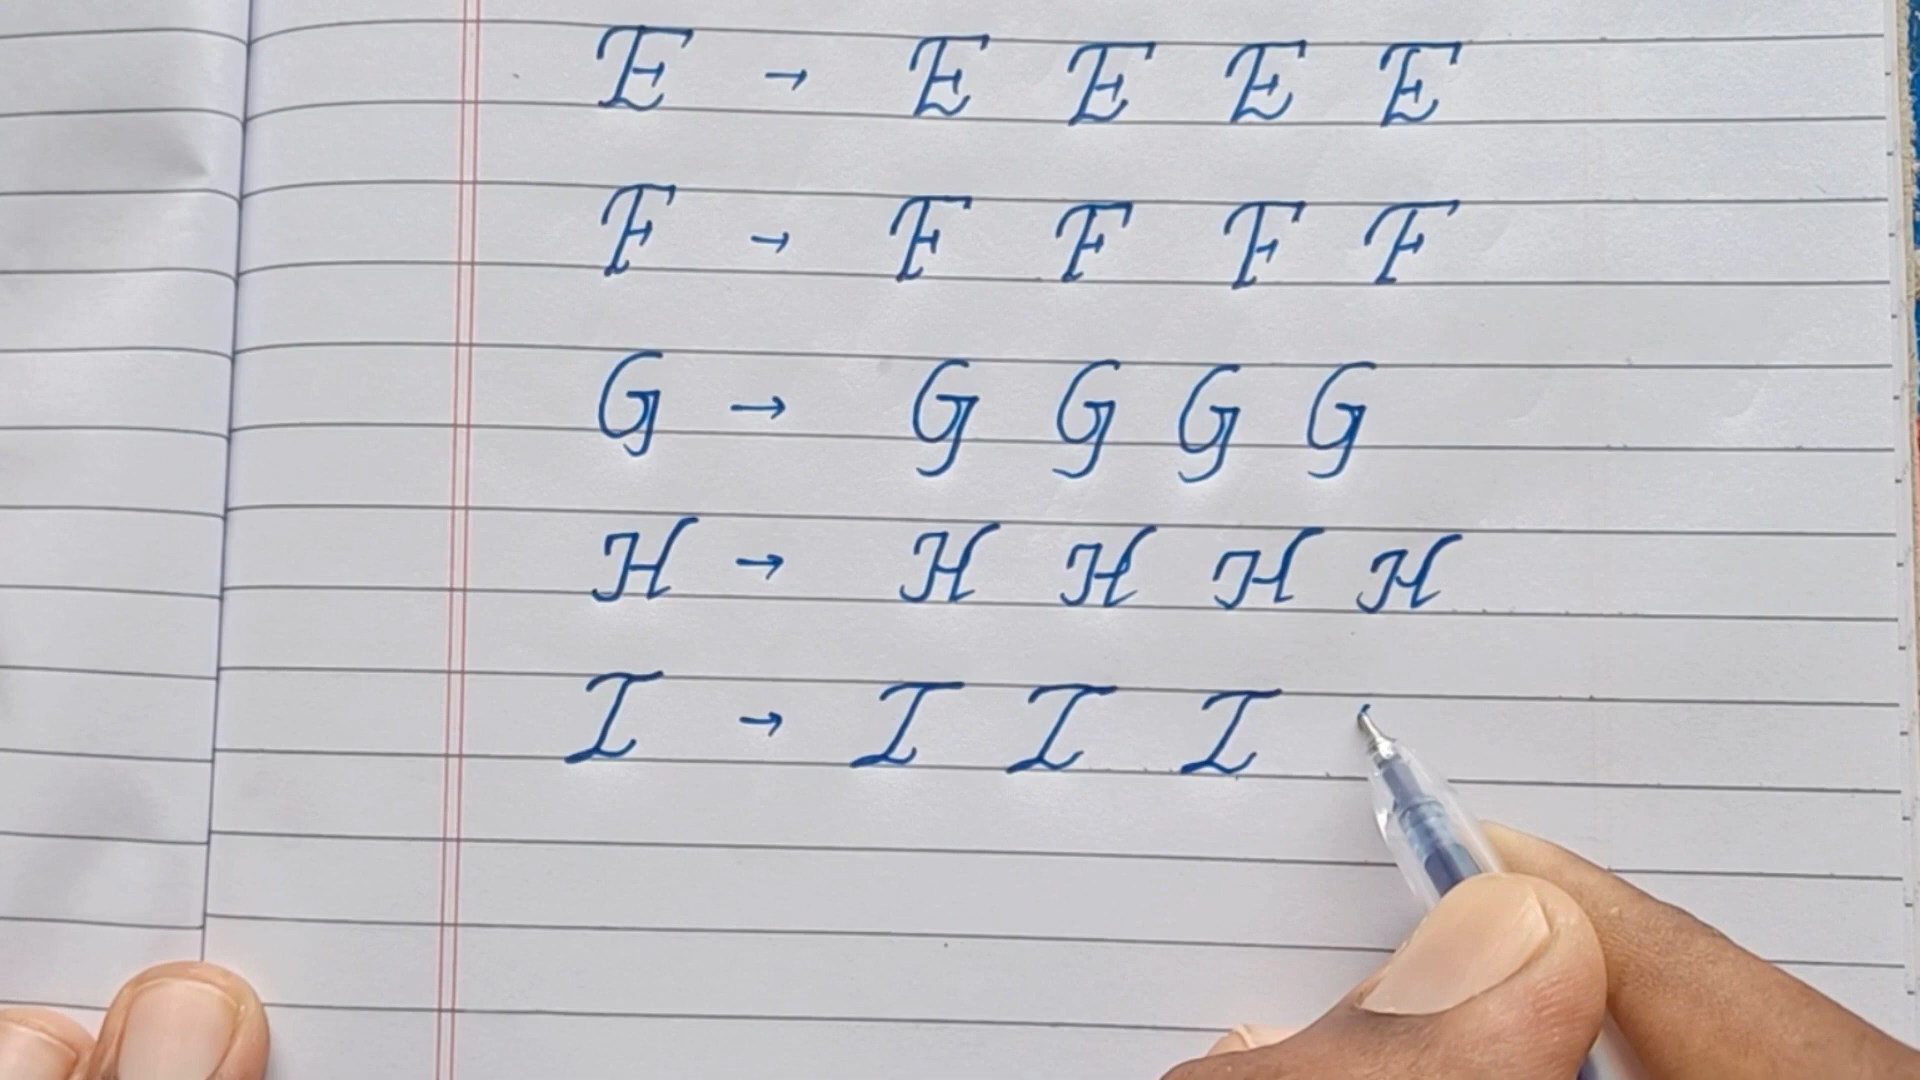 E → E E E E
F → F F F F
G → G G G G
H → H H H H
I → I I I